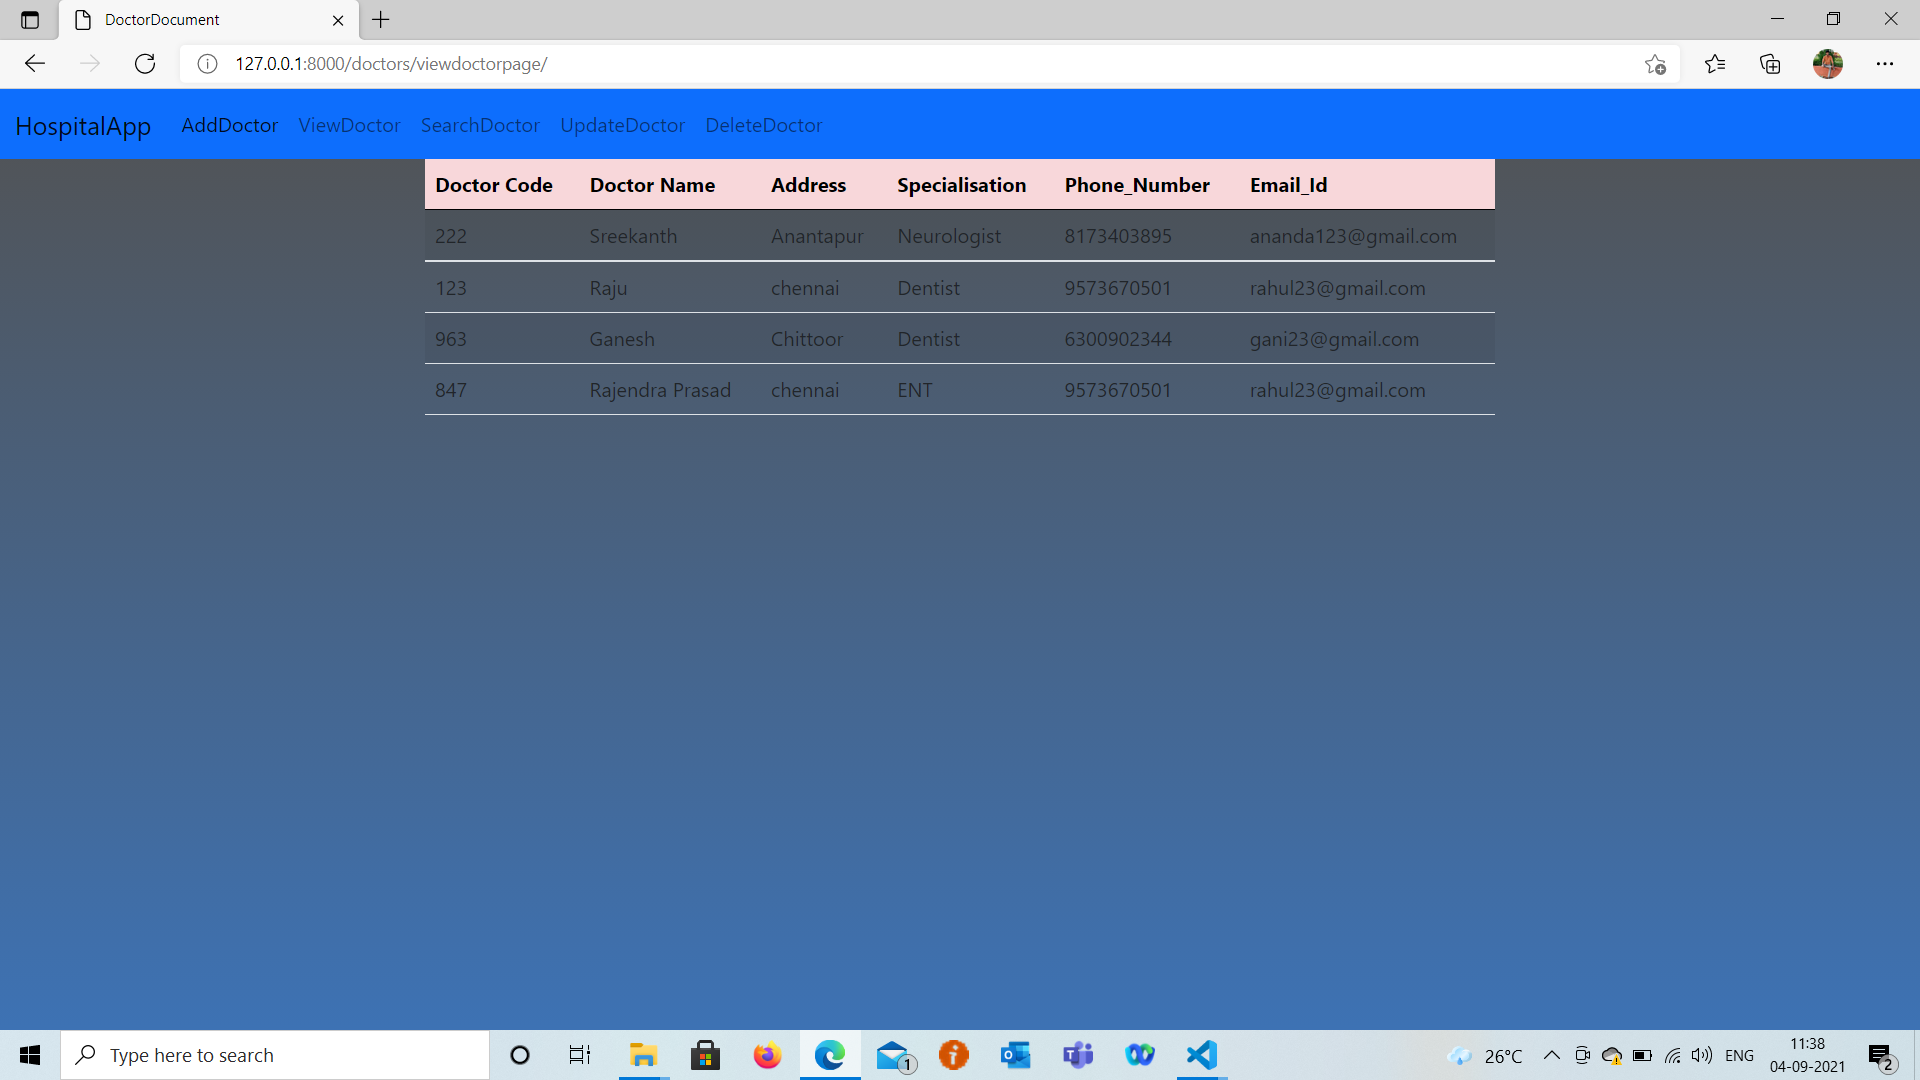 DoctorDocument
127.0.0.1:8000/doctors/viewdoctorpage/
HospitalApp AddDoctor ViewDoctor SearchDoctor UpdateDoctor DeleteDoctor
Doctor Code Doctor Name Address Specialisation Phone_Number Email_Id
222 Sreekanth Anantapur Neurologist 8173403895 ananda123@gmail.com
123 Raju chennai Dentist 9573670501 rahul23@gmail.com
963 Ganesh Chittoor Dentist 6300902344 gani23@gmail.com
847 Rajendra Prasad chennai ENT 9573670501 rahul23@gmail.com
Type here to search 1 26°C ENG 11:38 2
04-09-2021